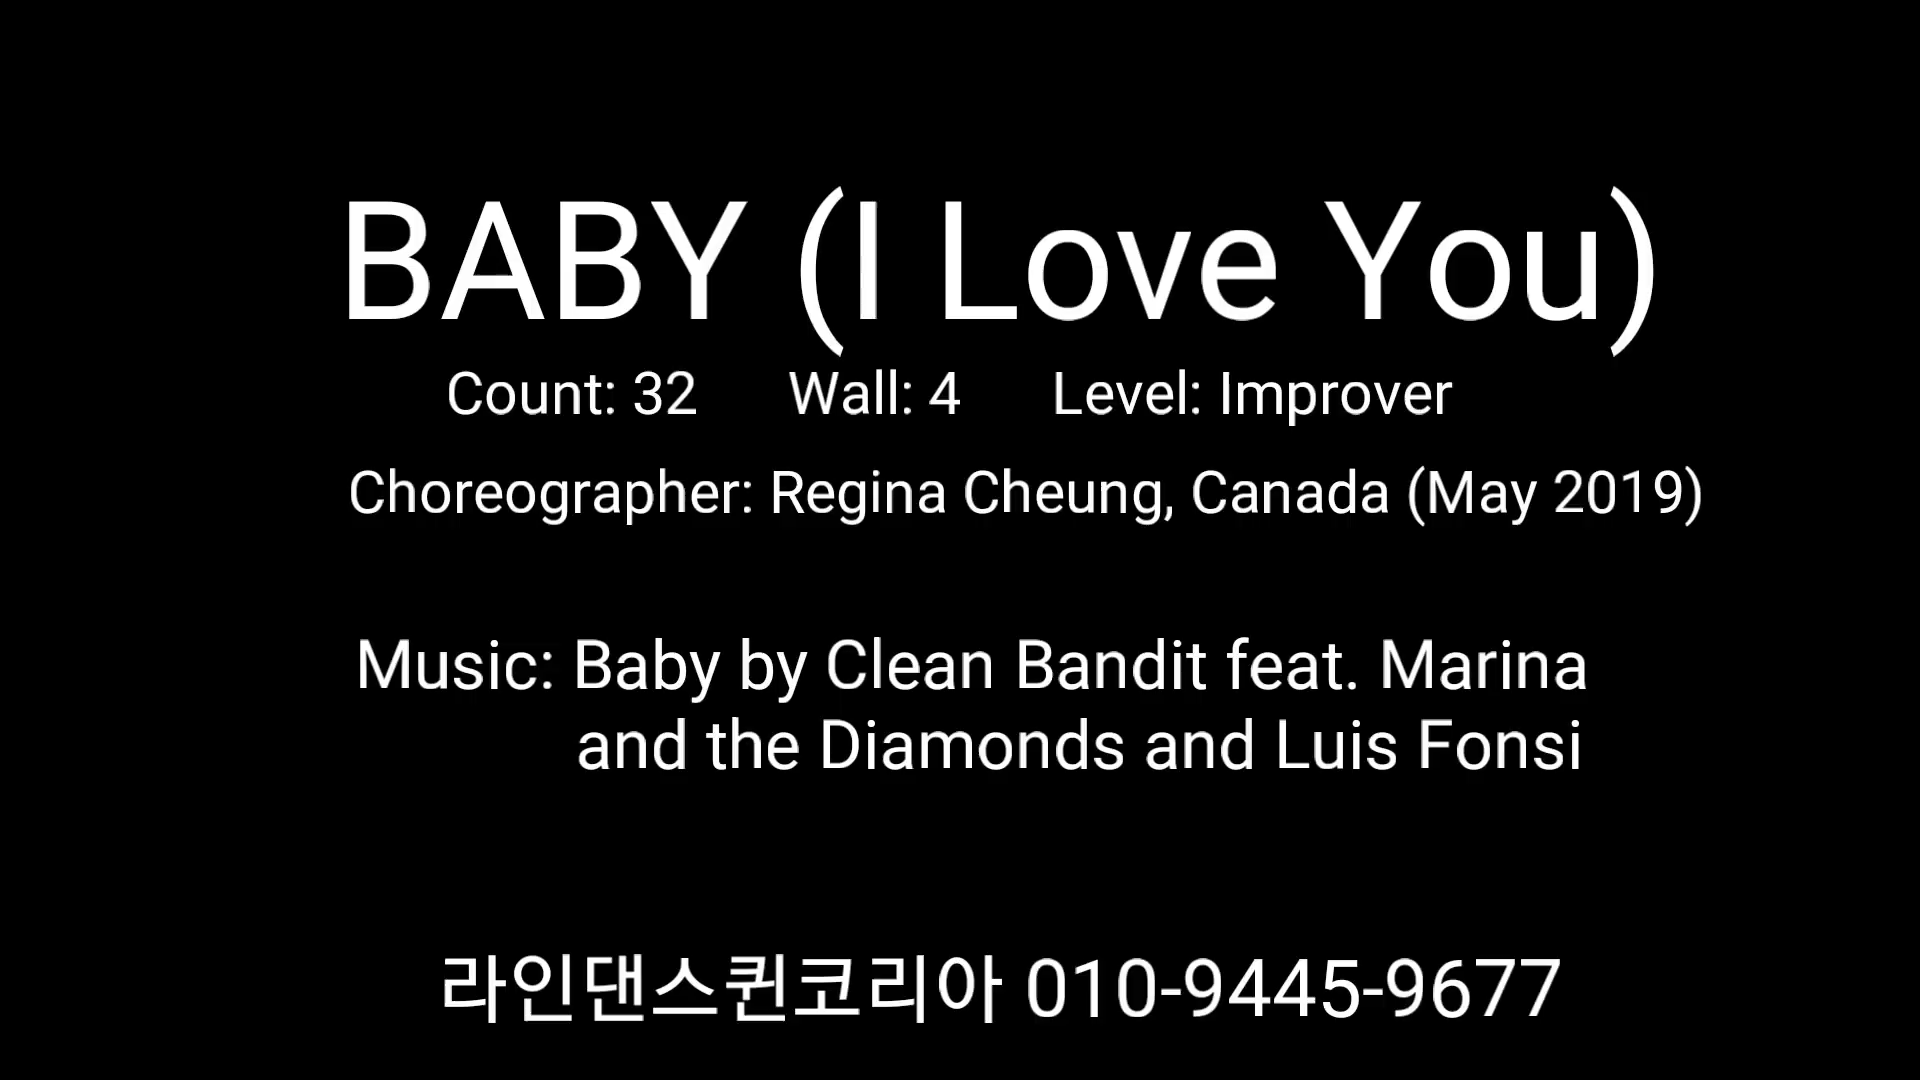 BABY (I Love You)
Count: 32 Wall: 4 Level: Improver
Choreographer: Regina Cheung, Canada (May 2019)
Music: Baby by Clean Bandit feat. Marina
and the Diamonds and Luis Fonsi
라인댄스퀸코리아 010-9445-9677